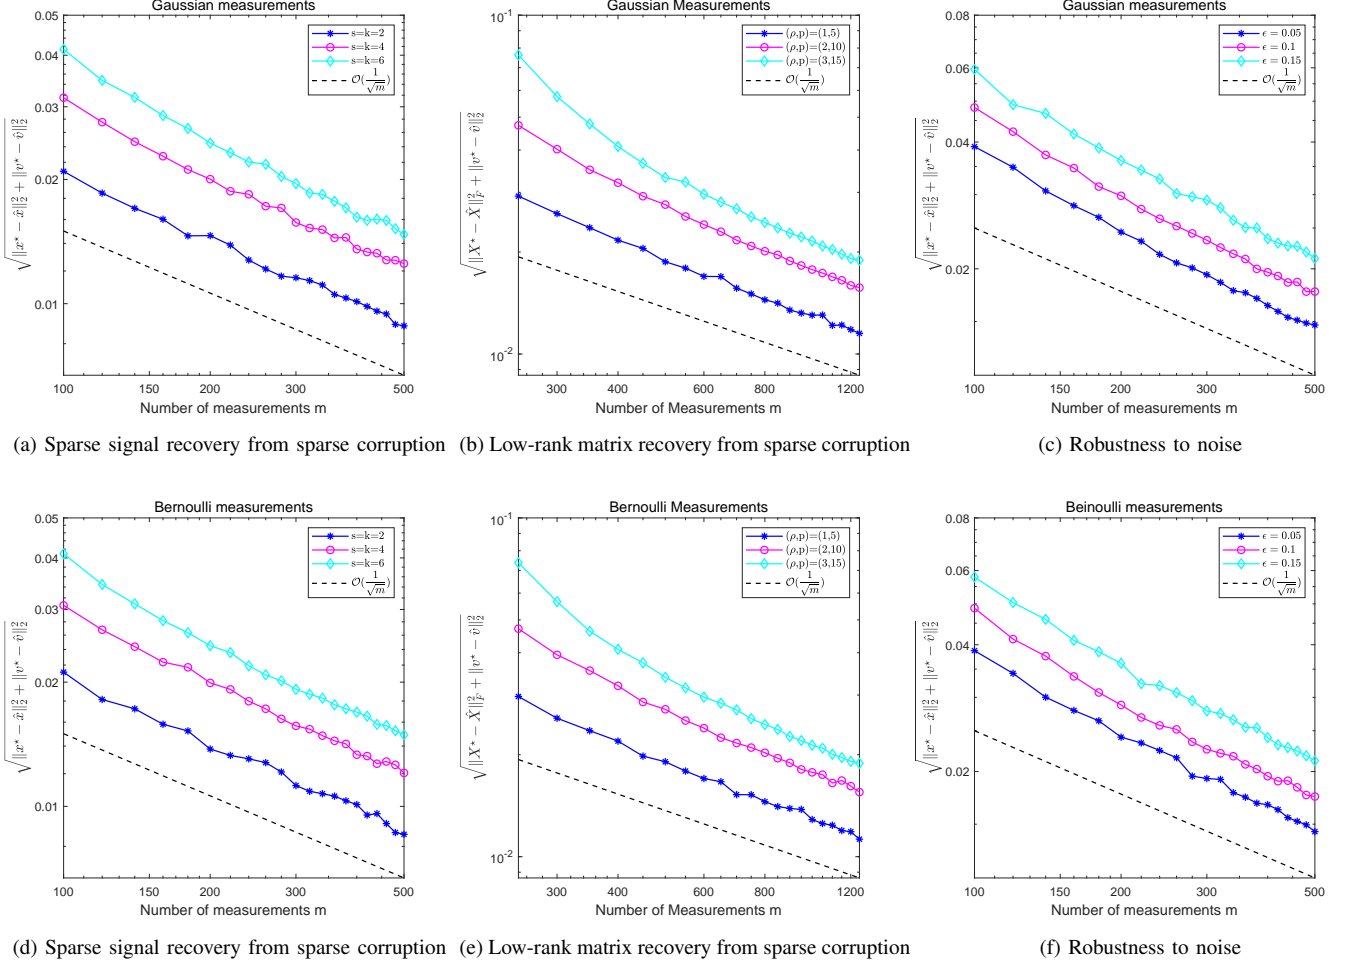 Gaussian measurements
0.05
0.04
0.03
0.02
0.01
100 150 200 300 500
s=k=2
s=k=4
s=k=6
𝒪(1/√m)
√‖x⋆ − x̂‖₂² + ‖v⋆ − v̂‖₂²
Number of measurements m
(a) Sparse signal recovery from sparse corruption
Gaussian Measurements
10⁻¹
10⁻²
300 400 600 800 1200
(ρ,p)=(1,5)
(ρ,p)=(2,10)
(ρ,p)=(3,15)
𝒪(1/√m)
√‖X⋆ − X̂‖_F² + ‖v⋆ − v̂‖₂²
Number of Measurements m
(b) Low-rank matrix recovery from sparse corruption
Gaussian measurements
0.08
0.06
0.04
0.02
100 150 200 300 500
ϵ = 0.05
ϵ = 0.1
ϵ = 0.15
𝒪(1/√m)
√‖x⋆ − x̂‖₂² + ‖v⋆ − v̂‖₂²
Number of measurements m
(c) Robustness to noise
Bernoulli measurements
0.05
0.04
0.03
0.02
0.01
100 150 200 300 500
s=k=2
s=k=4
s=k=6
𝒪(1/√m)
√‖x⋆ − x̂‖₂² + ‖v⋆ − v̂‖₂²
Number of measurements m
(d) Sparse signal recovery from sparse corruption
Bernoulli Measurements
10⁻¹
10⁻²
300 400 600 800 1200
(ρ,p)=(1,5)
(ρ,p)=(2,10)
(ρ,p)=(3,15)
𝒪(1/√m)
√‖X⋆ − X̂‖_F² + ‖v⋆ − v̂‖₂²
Number of Measurements m
(e) Low-rank matrix recovery from sparse corruption
Beinoulli measurements
0.08
0.06
0.04
0.02
100 150 200 300 500
ϵ = 0.05
ϵ = 0.1
ϵ = 0.15
𝒪(1/√m)
√‖x⋆ − x̂‖₂² + ‖v⋆ − v̂‖₂²
Number of measurements m
(f) Robustness to noise